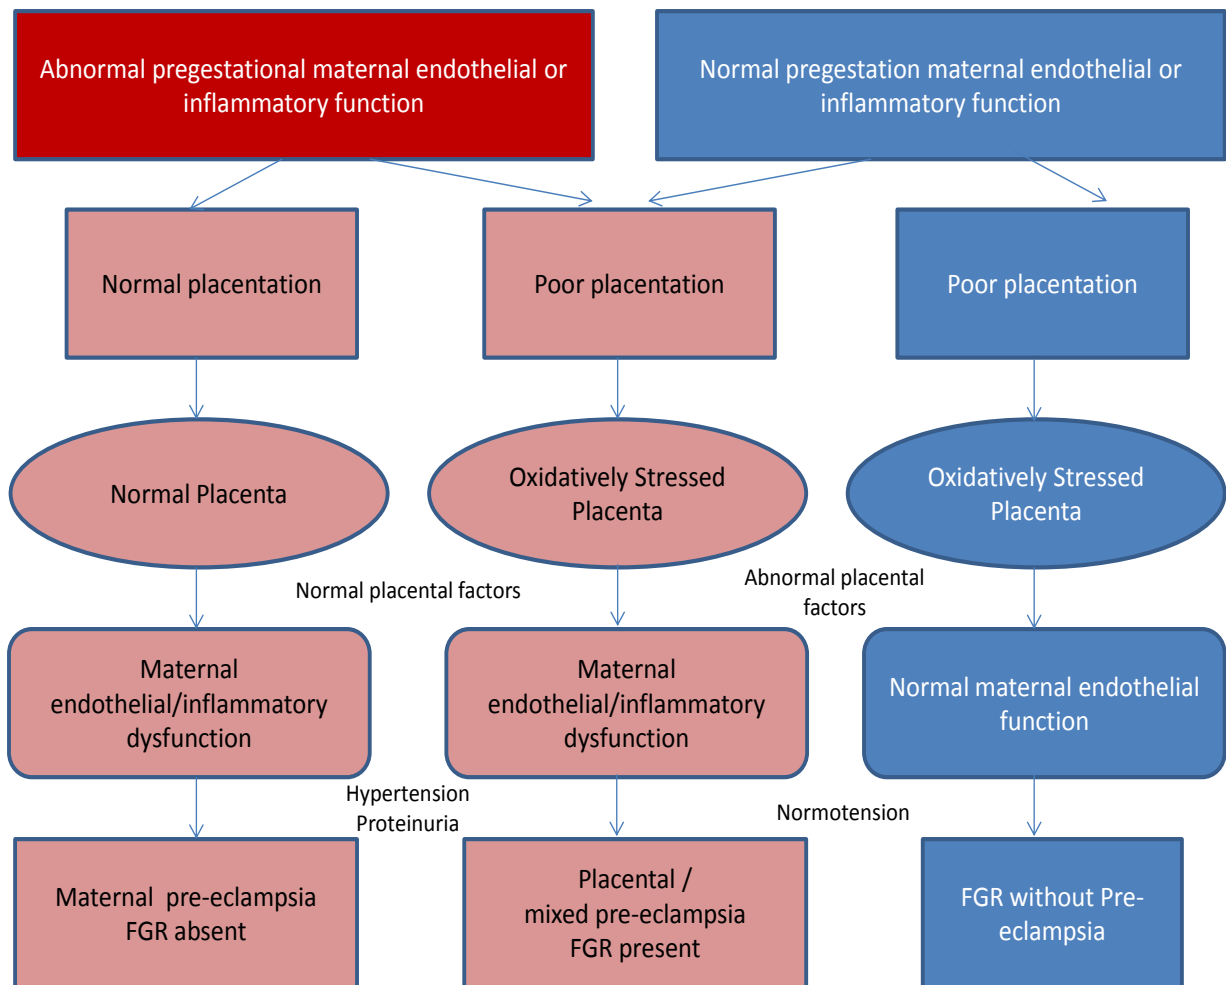 Abnormal pregestational maternal endothelial or
inflammatory function
Normal pregestation maternal endothelial or
inflammatory function
Normal placentation
Poor placentation
Poor placentation
Normal Placenta
Oxidatively Stressed
Placenta
Oxidatively Stressed
Placenta
Normal placental factors
Abnormal placental
factors
Maternal
endothelial/inflammatory
dysfunction
Maternal
endothelial/inflammatory
dysfunction
Normal maternal endothelial
function
Hypertension
Proteinuria
Normotension
Maternal pre-eclampsia
FGR absent
Placental /
mixed pre-eclampsia
FGR present
FGR without Pre-
eclampsia